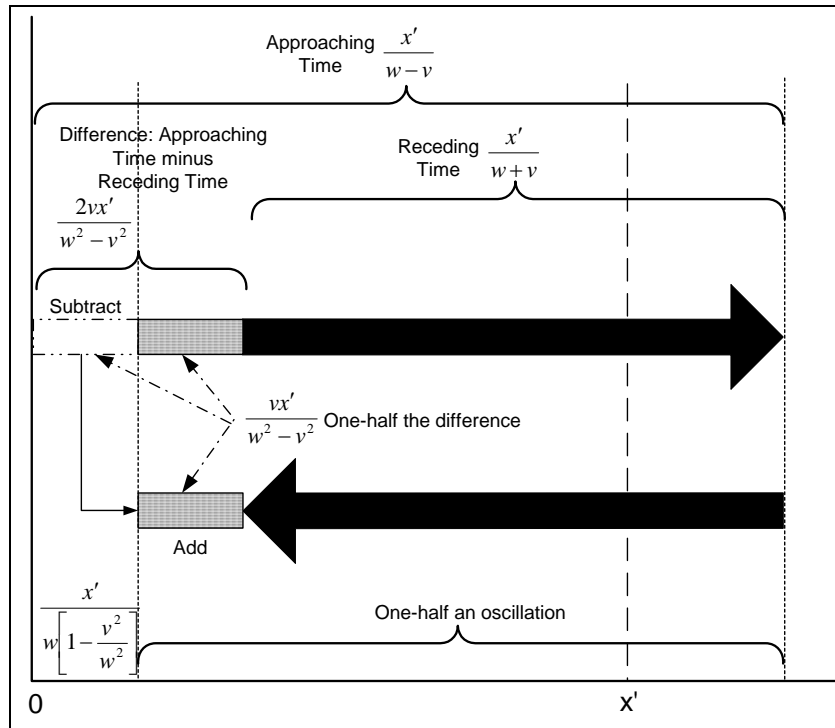 Approaching Time x′/(w − v)
Difference: Approaching
Time minus
Receding Time
2vx′/(w² − v²)
Receding Time x′/(w + v)
Subtract
vx′/(w² − v²) One-half the difference
Add
x′/(w[1 − v²/w²])
One-half an oscillation
0
x'